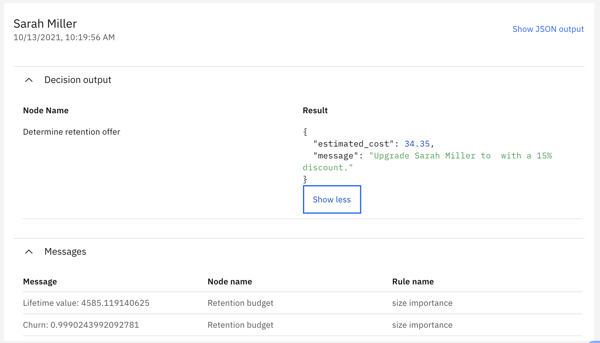 Sarah Miller
10/13/2021, 10:19:56 AM
Show JSON output
Decision output
Node Name Result
Determine retention offer {
"estimated_cost": 34.35,
"message": "Upgrade Sarah Miller to  with a 15%
discount."
}
Show less
Messages
Message Node name Rule name
Lifetime value: 4585.119140625 Retention budget size importance
Churn: 0.9990243992092781 Retention budget size importance